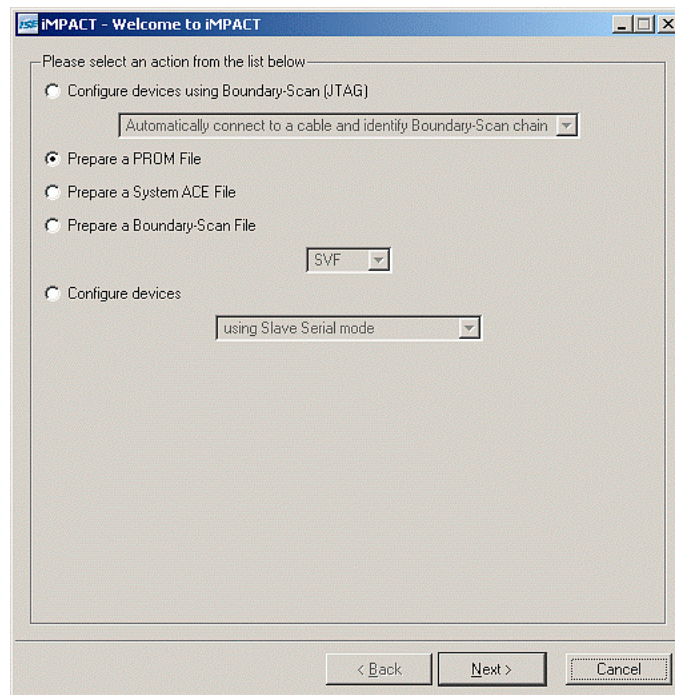 ISE iMPACT - Welcome to iMPACT
Please select an action from the list below
Configure devices using Boundary-Scan (JTAG)
Automatically connect to a cable and identify Boundary-Scan chain
Prepare a PROM File
Prepare a System ACE File
Prepare a Boundary-Scan File
SVF
Configure devices
using Slave Serial mode
< Back Next > Cancel